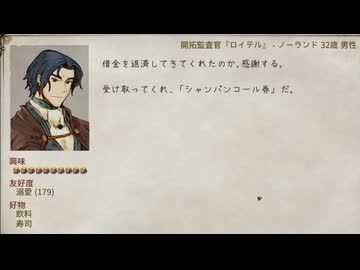 開拓監査官『ロイテル』 - ノーランド 32歳 男性
借金を返済してきてくれたのか。感謝する。
受け取ってくれ、「シャンパンコール券」だ。
興味
友好度
溺愛 (179)
好物
飲料
寿司